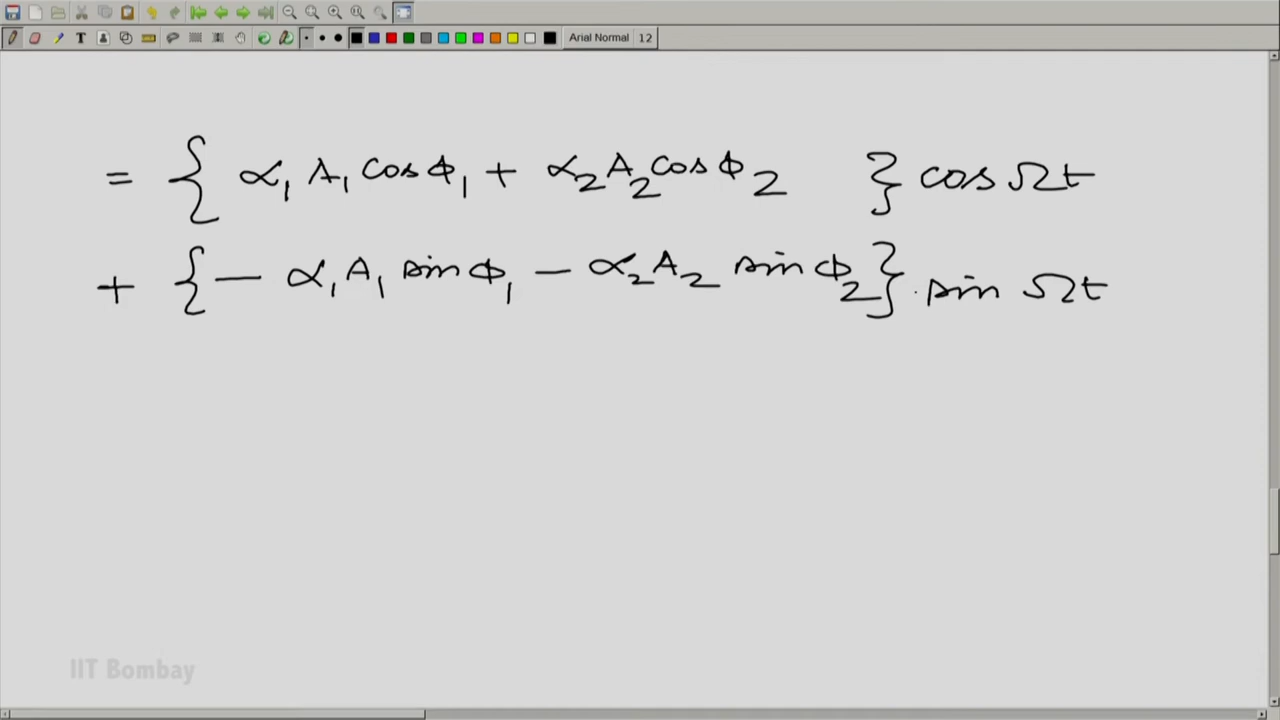 Arial Normal 12
= { α₁ A₁ cos φ₁ + α₂ A₂ cos φ₂ } cos Ωt
+ { − α₁ A₁ sin φ₁ − α₂ A₂ sin φ₂ } . sin Ωt
IIT Bombay